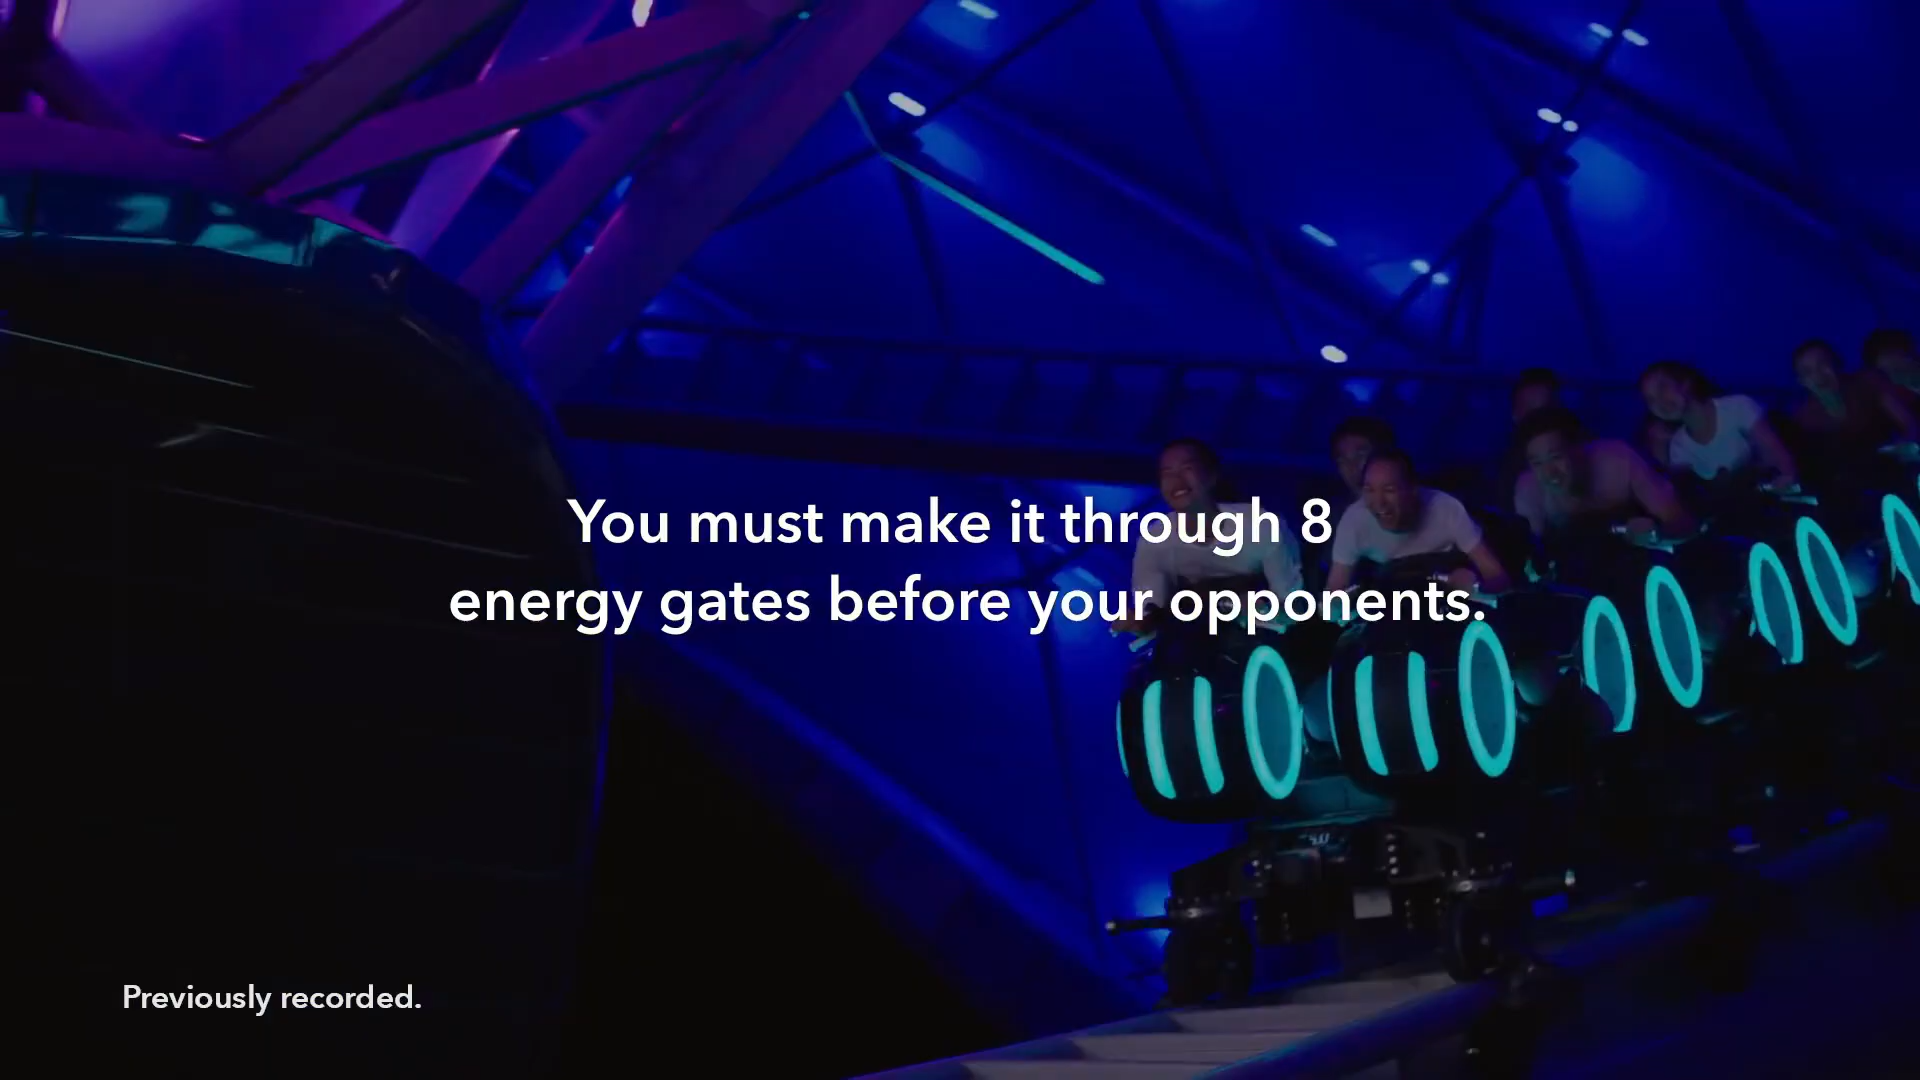 You must make it through 8
energy gates before your opponents.
Previously recorded.